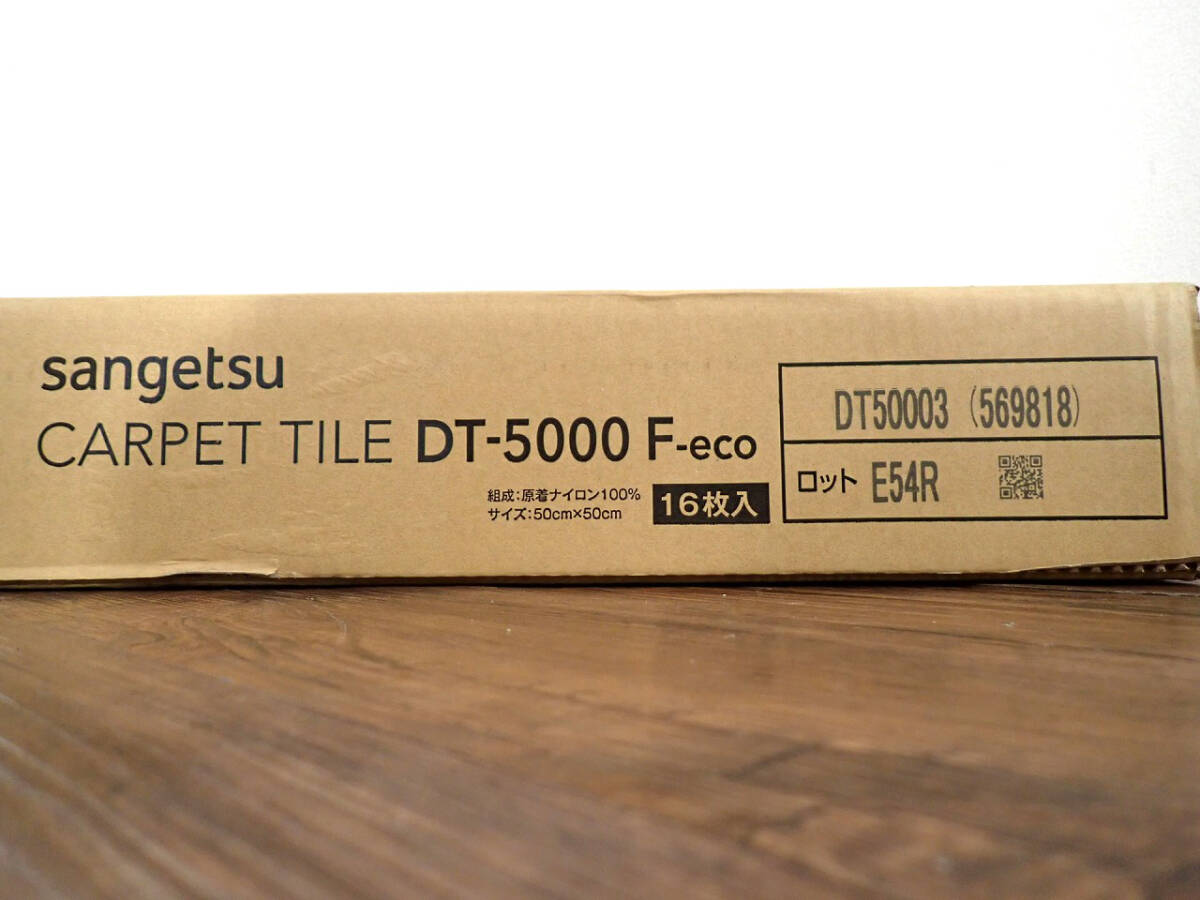 sangetsu
CARPET TILE DT-5000 F-eco
組成:原着ナイロン100%
サイズ:50cm×50cm
16枚入
DT50003 (569818)
ロット E54R